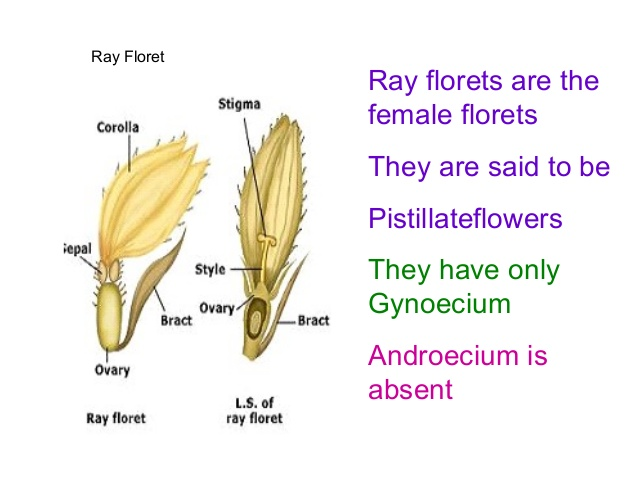 Ray Floret
Stigma
Corolla
Sepal
Style
Ovary
Bract
Bract
Ovary
Ray floret
L.S. of
ray floret
Ray florets are the
female florets
They are said to be
Pistillateflowers
They have only
Gynoecium
Androecium is
absent